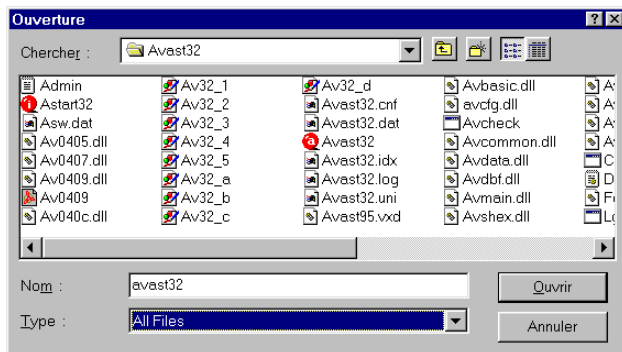 Ouverture
Chercher : Avast32
Admin Av32_1 Av32_d Avbasic.dll
Astart32 Av32_2 Avast32.cnf avcfg.dll
Asw.dat Av32_3 Avast32.dat Avcheck
Av0405.dll Av32_4 Avast32 Avcommon.dll
Av0407.dll Av32_5 Avast32.idx Avdata.dll
Av0409.dll Av32_a Avast32.log Avdbf.dll
Av0409 Av32_b Avast32.uni Avmain.dll
Av040c.dll Av32_c Avast95.vxd Avshex.dll
Nom : avast32 Ouvrir
Type : All Files Annuler